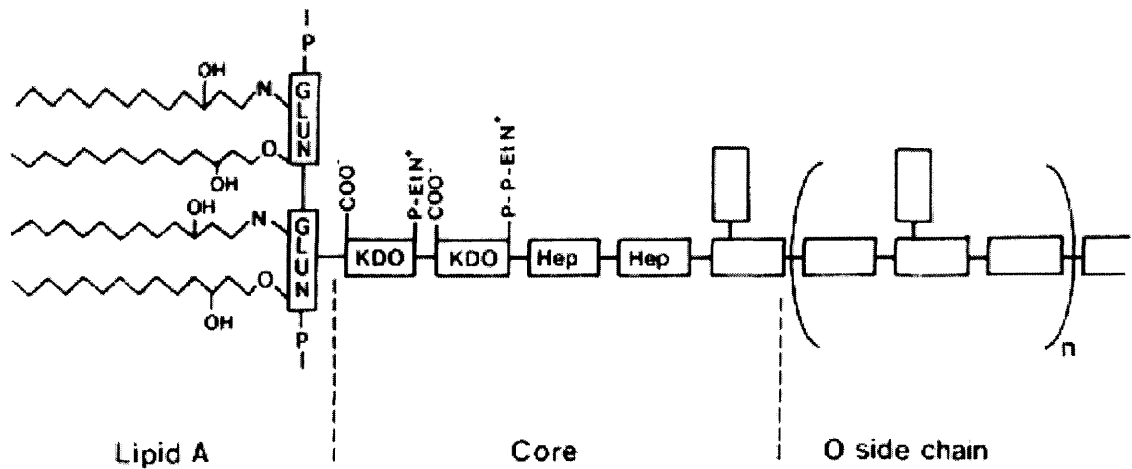 I
P
OH
N
GLUN
O
OH
OH
N
GLUN
O
OH
P
I
COO⁻
P-EtN⁺
COO⁻
P-P-EtN⁺
KDO
KDO
Hep
Hep
n
Lipid A
Core
O side chain